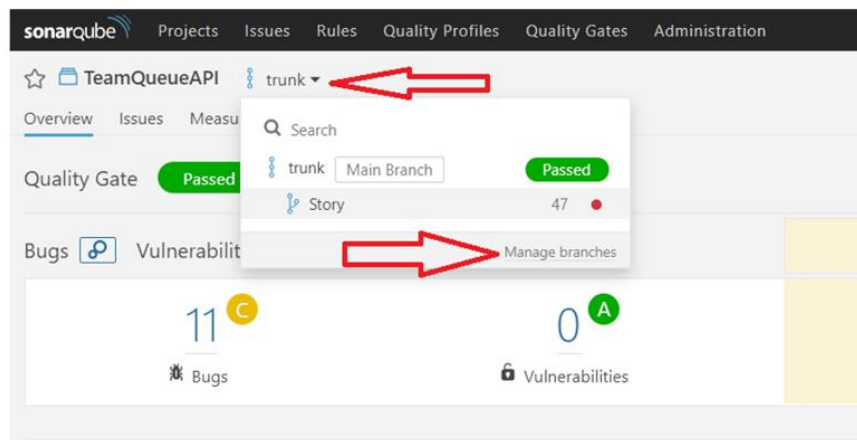 sonarqube Projects Issues Rules Quality Profiles Quality Gates Administration
TeamQueueAPI trunk
Overview Issues Measu
Search
trunk Main Branch Passed
Quality Gate Passed
Story 47
Manage branches
Bugs Vulnerabilit
11 C 0 A
Bugs Vulnerabilities